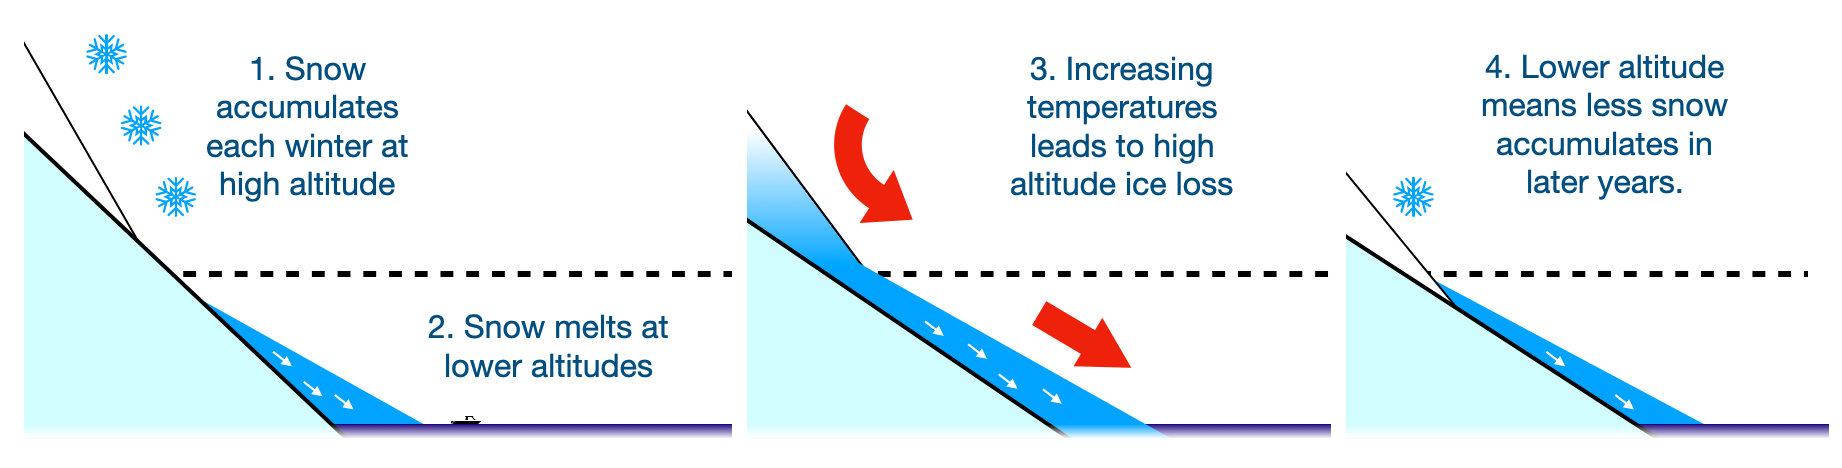 1. Snow
accumulates
each winter at
high altitude
2. Snow melts at
lower altitudes
3. Increasing
temperatures
leads to high
altitude ice loss
4. Lower altitude
means less snow
accumulates in
later years.